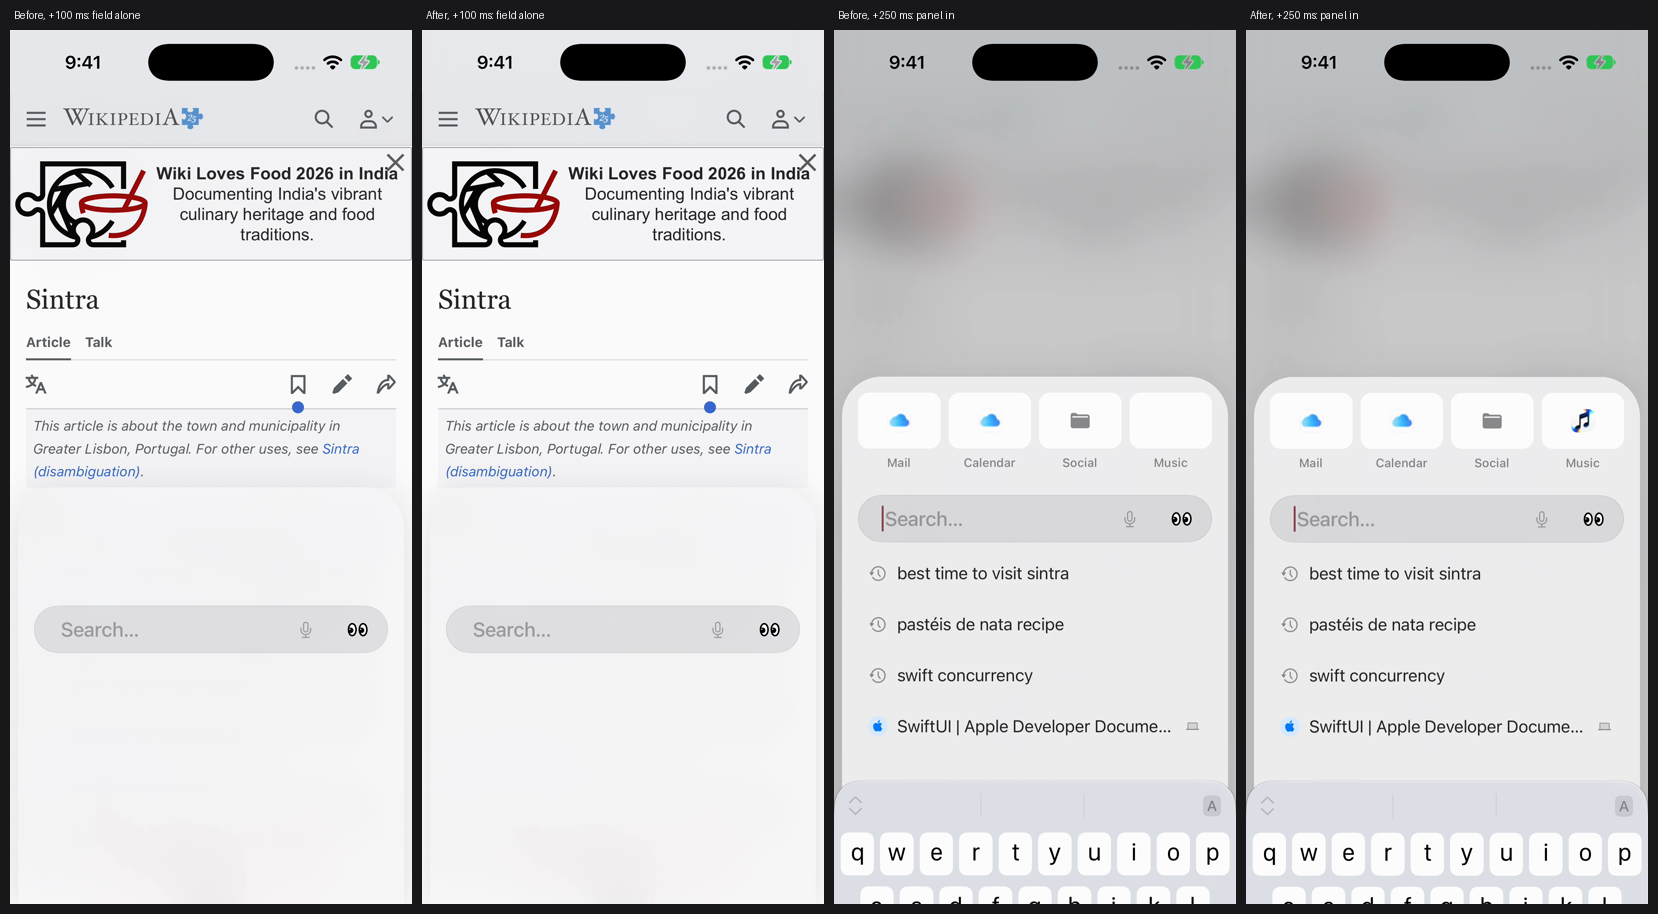 Before, +100 ms: field alone
9:41
WIKIPEDIA 25
Wiki Loves Food 2026 in India
Documenting India's vibrant
culinary heritage and food
traditions.
Sintra
Article Talk
This article is about the town and municipality in
Greater Lisbon, Portugal. For other uses, see Sintra
(disambiguation).
Search...
After, +100 ms: field alone
9:41
WIKIPEDIA 25
Wiki Loves Food 2026 in India
Documenting India's vibrant
culinary heritage and food
traditions.
Sintra
Article Talk
This article is about the town and municipality in
Greater Lisbon, Portugal. For other uses, see Sintra
(disambiguation).
Search...
Before, +250 ms: panel in
9:41
Mail Calendar Social Music
Search...
best time to visit sintra
pastéis de nata recipe
swift concurrency
SwiftUI | Apple Developer Docume...
A
q w e r t y u i o p
a s d f g h j k l
After, +250 ms: panel in
9:41
Mail Calendar Social Music
Search...
best time to visit sintra
pastéis de nata recipe
swift concurrency
SwiftUI | Apple Developer Docume...
A
q w e r t y u i o p
a s d f g h j k l